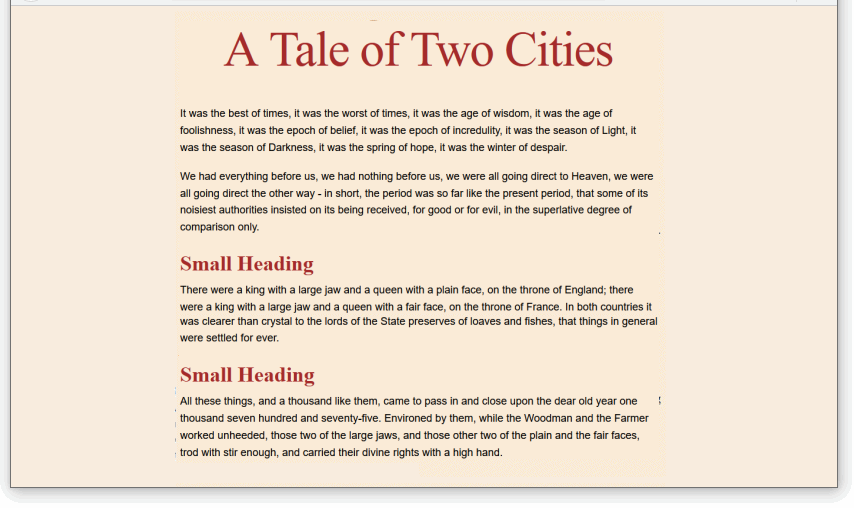 A Tale of Two Cities
It was the best of times, it was the worst of times, it was the age of wisdom, it was the age of
foolishness, it was the epoch of belief, it was the epoch of incredulity, it was the season of Light, it
was the season of Darkness, it was the spring of hope, it was the winter of despair.
We had everything before us, we had nothing before us, we were all going direct to Heaven, we were
all going direct the other way - in short, the period was so far like the present period, that some of its
noisiest authorities insisted on its being received, for good or for evil, in the superlative degree of
comparison only.
Small Heading
There were a king with a large jaw and a queen with a plain face, on the throne of England; there
were a king with a large jaw and a queen with a fair face, on the throne of France. In both countries it
was clearer than crystal to the lords of the State preserves of loaves and fishes, that things in general
were settled for ever.
Small Heading
All these things, and a thousand like them, came to pass in and close upon the dear old year one
thousand seven hundred and seventy-five. Environed by them, while the Woodman and the Farmer
worked unheeded, those two of the large jaws, and those other two of the plain and the fair faces,
trod with stir enough, and carried their divine rights with a high hand.